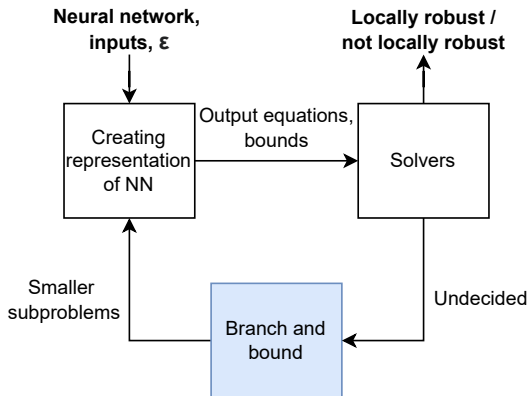 Neural network,
inputs, ε
Locally robust /
not locally robust
Creating
representation
of NN
Output equations,
bounds
Solvers
Smaller
subproblems
Branch and
bound
Undecided